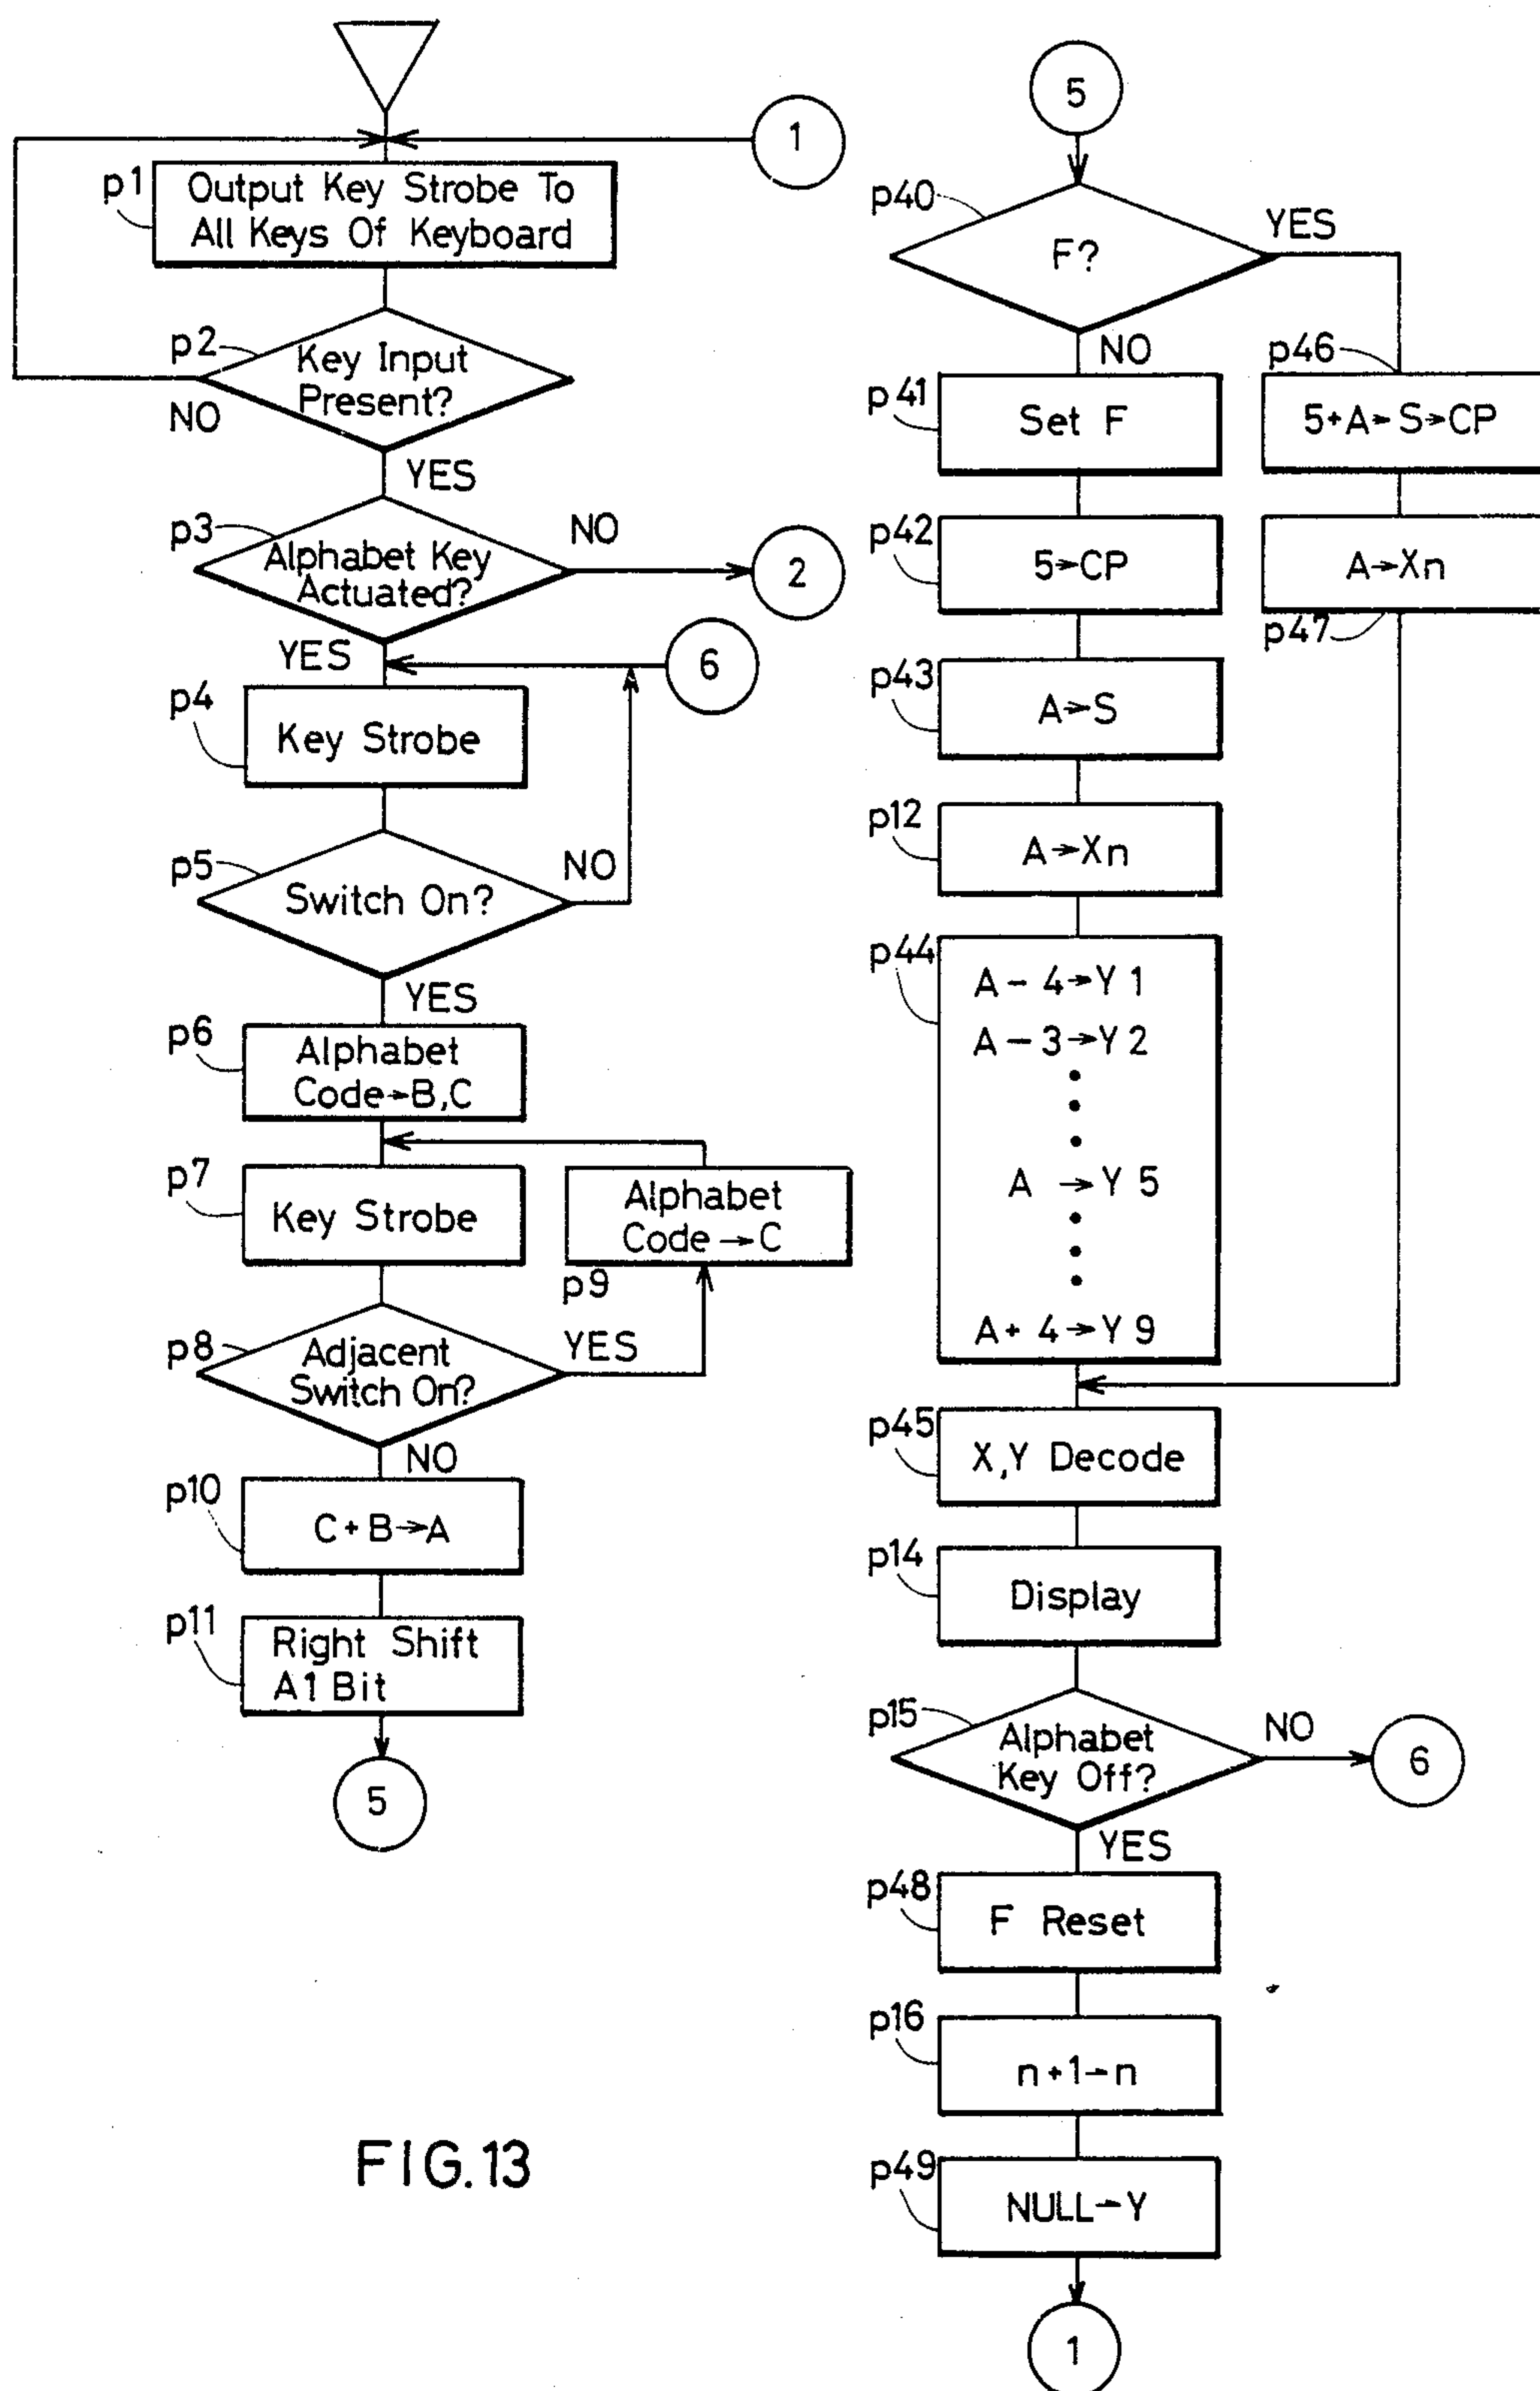 1
p1
Output Key Strobe To
All Keys Of Keyboard
p2
Key Input
Present?
NO
YES
p3
Alphabet Key
Actuated?
NO
2
YES
6
p4
Key Strobe
p5
Switch On?
NO
YES
p6
Alphabet
Code→B,C
p7
Key Strobe
Alphabet
Code→C
p9
p8
Adjacent
Switch On?
YES
NO
p10
C+B→A
p11
Right Shift
A1 Bit
5
FIG.13
5
p40
F?
YES
NO
p41
Set F
p46
5+A→S→CP
p42
5→CP
A→Xn
p47
p43
A→S
p12
A→Xn
p44
A-4→Y1
A-3→Y2
A→Y5
A+4→Y9
p45
X,Y Decode
p14
Display
p15
Alphabet
Key Off?
NO
6
YES
p48
F Reset
p16
n+1→n
p49
NULL→Y
1